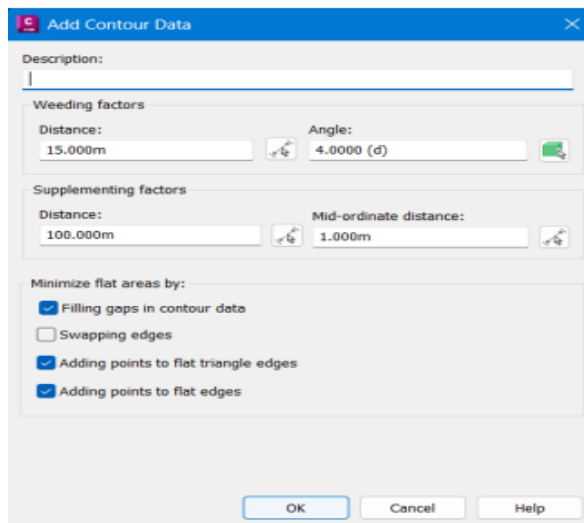 Add Contour Data
Description:
Weeding factors
Distance: Angle:
15.000m 4.0000 (d)
Supplementing factors
Distance: Mid-ordinate distance:
100.000m 1.000m
Minimize flat areas by:
Filling gaps in contour data
Swapping edges
Adding points to flat triangle edges
Adding points to flat edges
OK Cancel Help